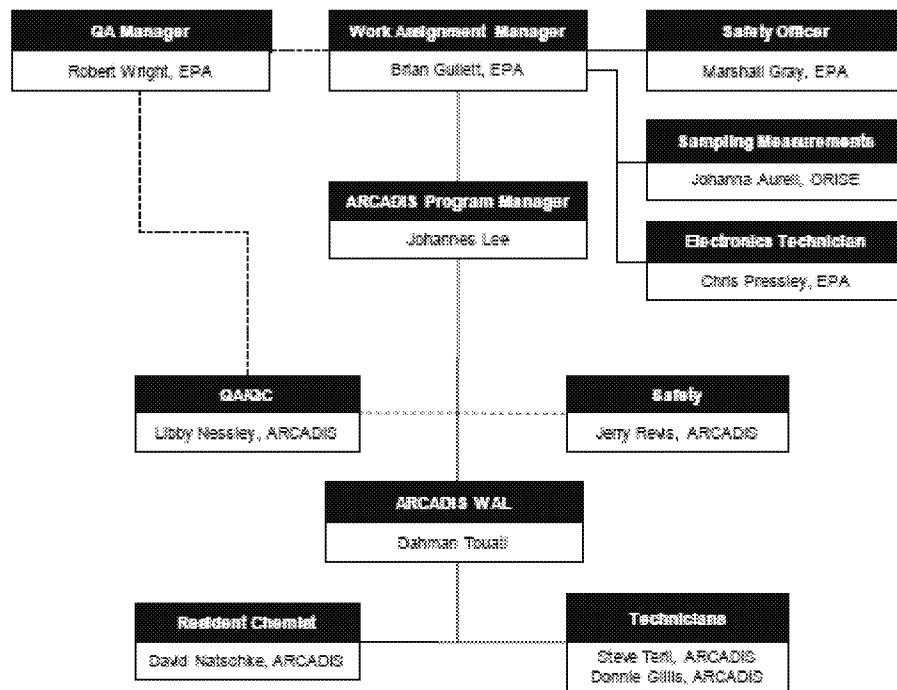 QA Manager
Robert Wright, EPA
Work Assignment Manager
Brian Gullett, EPA
Safety Officer
Marshall Gray, EPA
Sampling Measurements
Johanna Aurell, ORISE
ARCADIS Program Manager
Johannes Lee
Electronics Technician
Chris Pressley, EPA
QA/QC
Libby Nessley, ARCADIS
Safety
Jerry Revis, ARCADIS
ARCADIS WAL
Dahman Touati
Resident Chemist
David Natschke, ARCADIS
Technicians
Steve Terll, ARCADIS
Donnie Gillis, ARCADIS